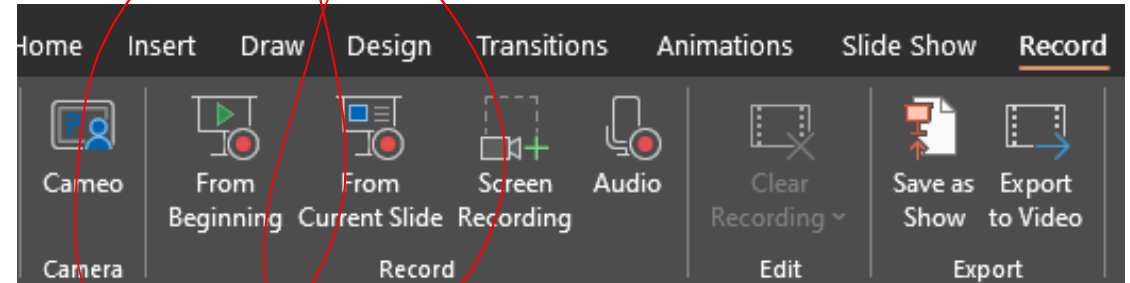 Home Insert Draw Design Transitions Animations Slide Show Record
Cameo From From Screen Audio Clear Save as Export
Beginning Current Slide Recording Recording Show to Video
Camera Record Edit Export